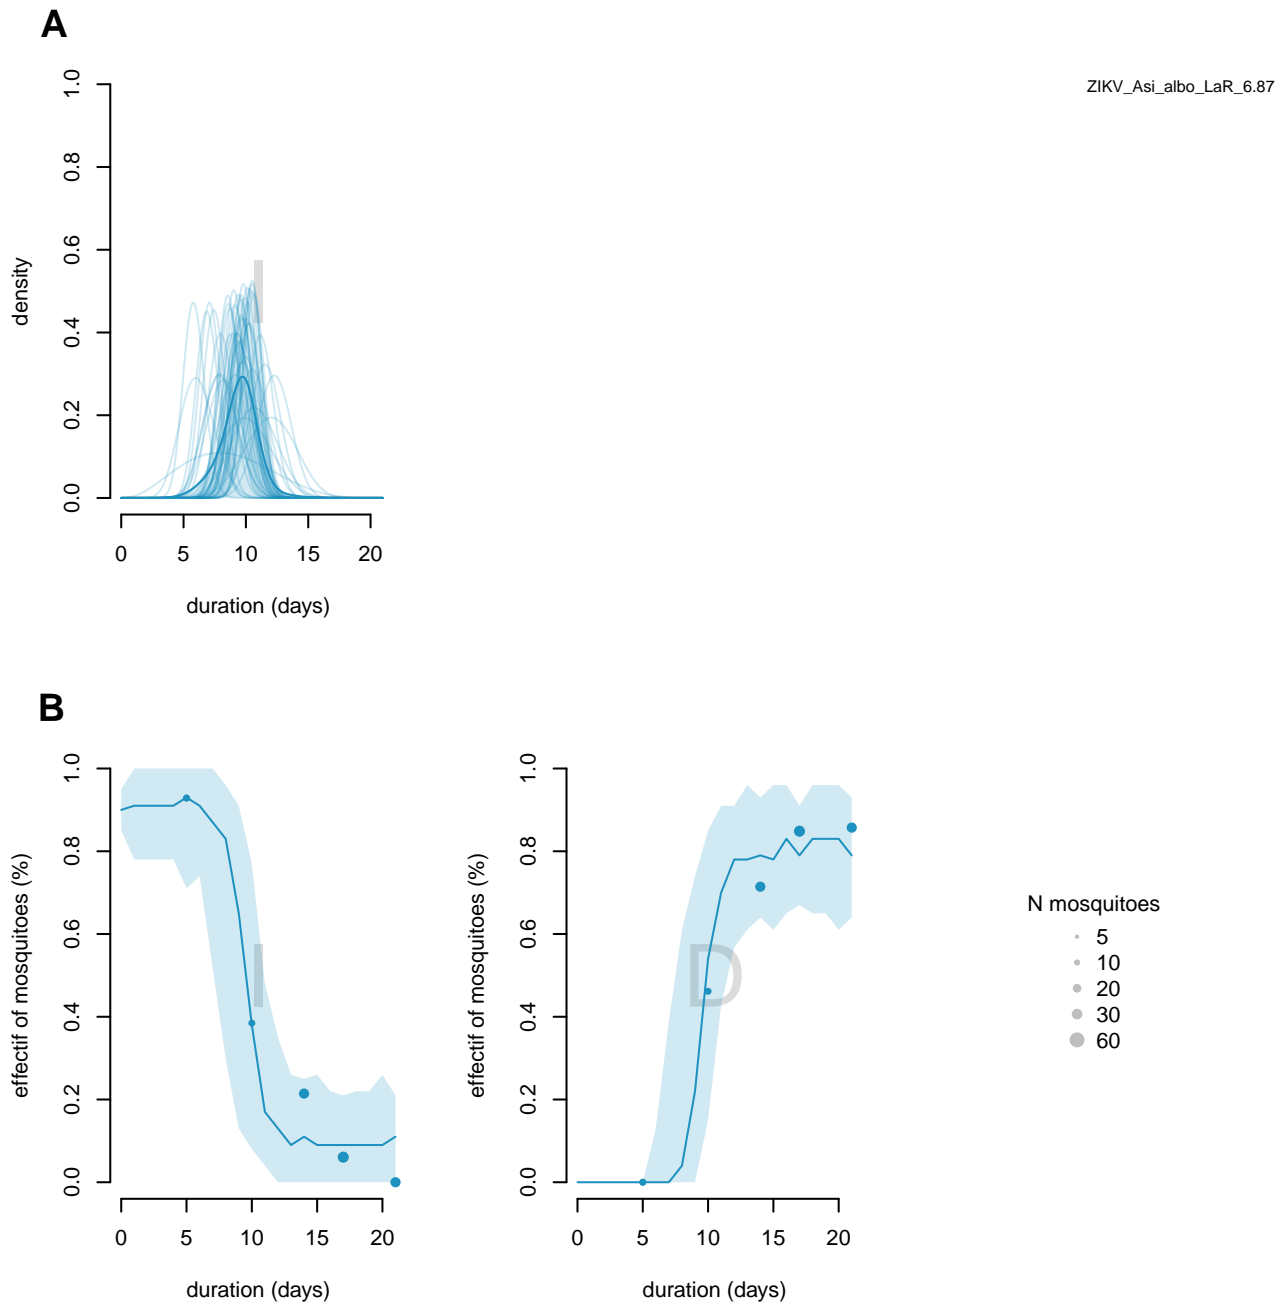 A
ZIKV_Asi_albo_LaR_6.87
density
0.0 0.2 0.4 0.6 0.8 1.0
I
0 5 10 15 20
duration (days)
B
effectif of mosquitoes (%)
0.0 0.2 0.4 0.6 0.8 1.0
I
0 5 10 15 20
duration (days)
effectif of mosquitoes (%)
0.0 0.2 0.4 0.6 0.8 1.0
D
0 5 10 15 20
duration (days)
N mosquitoes
5
10
20
30
60